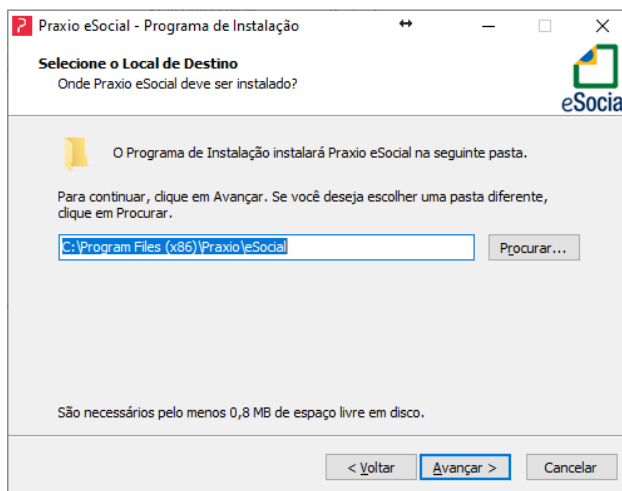 Praxio eSocial - Programa de Instalação
Selecione o Local de Destino
Onde Praxio eSocial deve ser instalado?
eSocia
O Programa de Instalação instalará Praxio eSocial na seguinte pasta.
Para continuar, clique em Avançar. Se você deseja escolher uma pasta diferente,
clique em Procurar.
C:\Program Files (x86)\Praxio\eSocial
Procurar...
São necessários pelo menos 0,8 MB de espaço livre em disco.
< Voltar
Avançar >
Cancelar